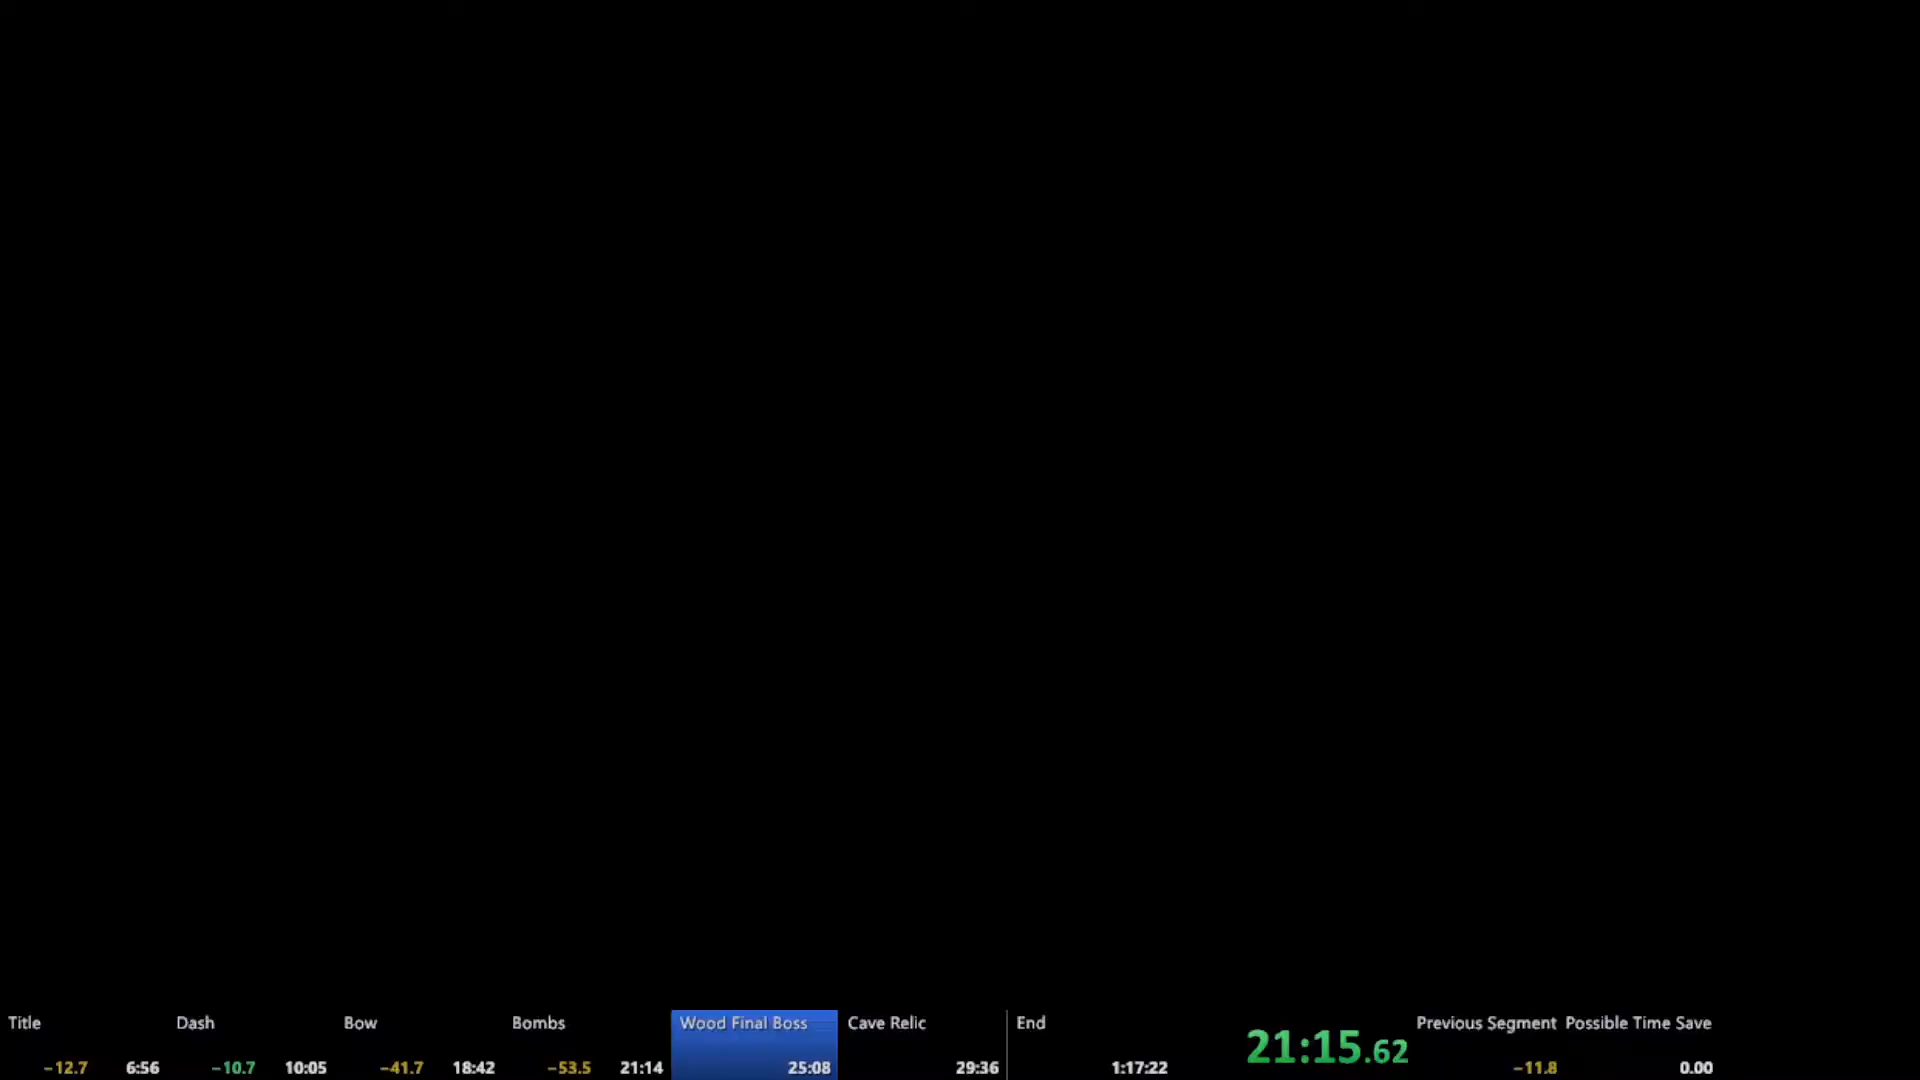 Title Dash Bow Bombs Wood Final Boss Cave Relic End 21:15.62 Previous Segment Possible Time Save
−12.7 6:56 −10.7 10:05 −41.7 18:42 −53.5 21:14 25:08 29:36 1:17:22 −11.8 0.00